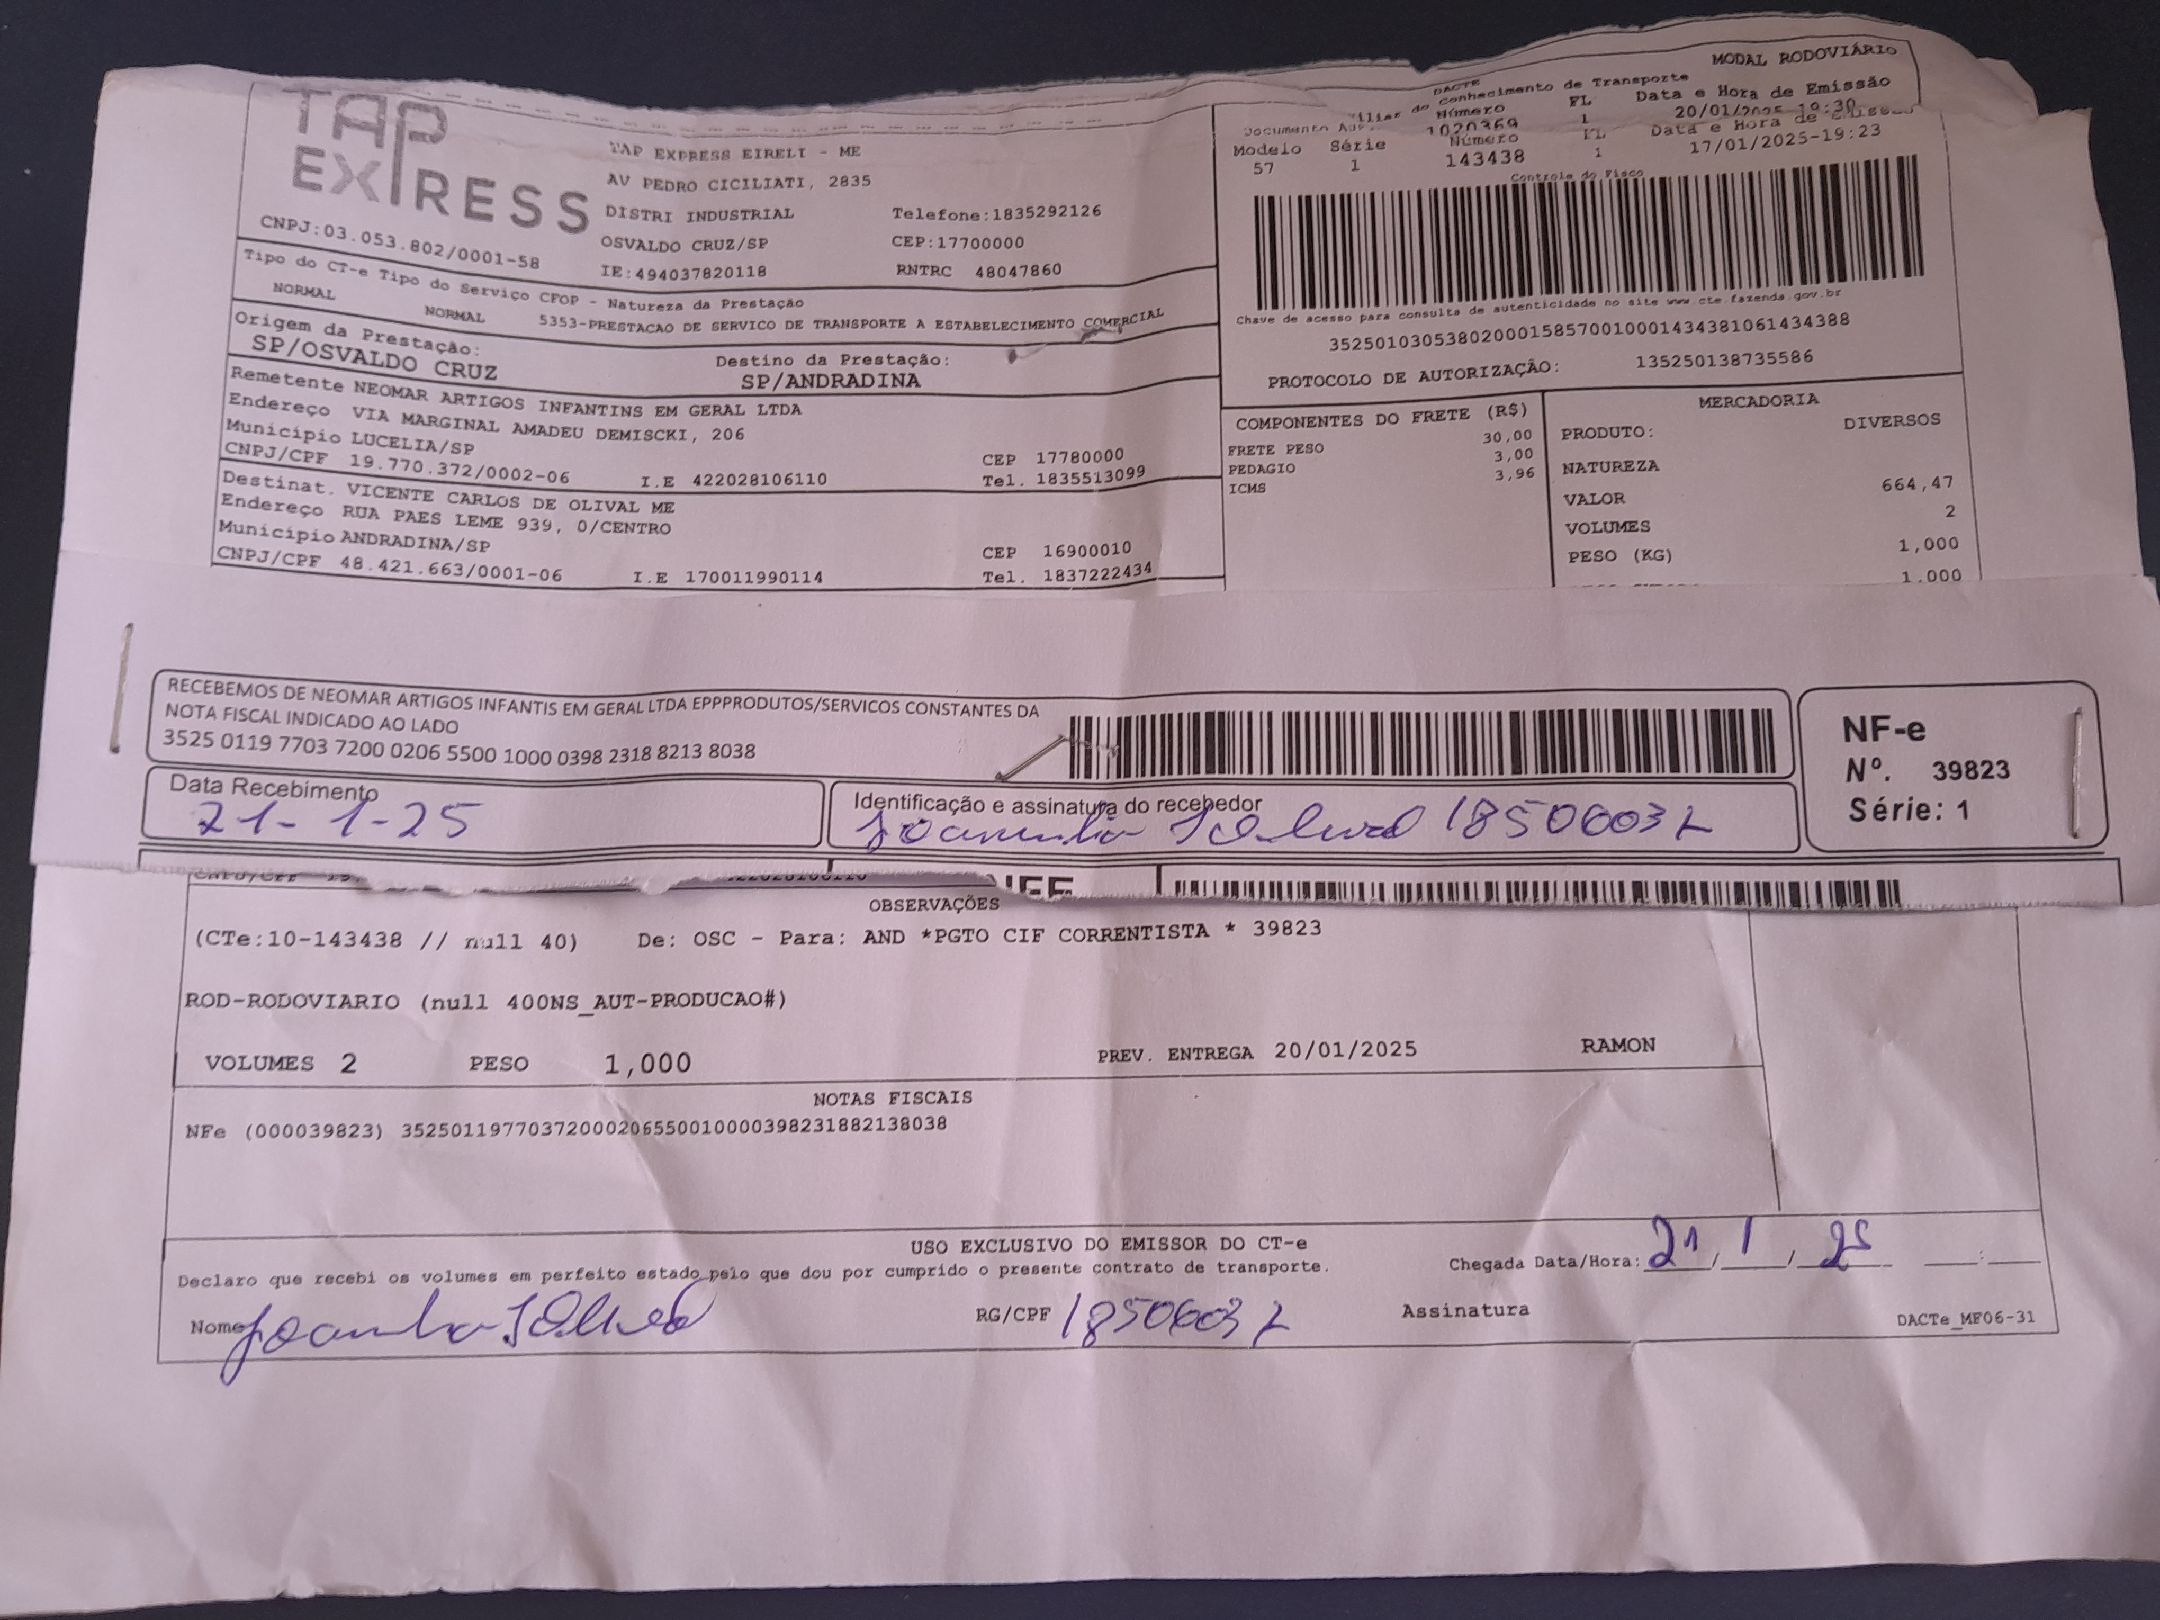 MODAL RODOVIÁRIO
DACTE
Conhecimento de Transporte
Número FL Data e Hora de Emissão
1020369 1 20/01/2025 19:30
Modelo Série Número FL Data e Hora de
57 1 143438 1 17/01/2025-19:23
Controle do Fisco
TAP
EXPRESS
CNPJ:03.053.802/0001-58
TAP EXPRESS EIRELI - ME
AV PEDRO CICILIATI, 2835
DISTRI INDUSTRIAL Telefone:1835292126
OSVALDO CRUZ/SP CEP:17700000
IE:494037820118 RNTRC 48047860
Tipo do CT-e Tipo do Serviço CFOP - Natureza da Prestação
NORMAL NORMAL 5353-PRESTACAO DE SERVICO DE TRANSPORTE A ESTABELECIMENTO COMERCIAL
Origem da Prestação: Destino da Prestação:
SP/OSVALDO CRUZ SP/ANDRADINA
Chave de acesso para consulta de autenticidade no site www cte.fazenda.gov.br
35250103053802000158570010001434381061434388
PROTOCOLO DE AUTORIZAÇÃO: 135250138735586
Remetente NEOMAR ARTIGOS INFANTINS EM GERAL LTDA
Endereço VIA MARGINAL AMADEU DEMISCKI, 206
Município LUCELIA/SP CEP 17780000
CNPJ/CPF 19.770.372/0002-06 I.E 422028106110 Tel. 1835513099
Destinat. VICENTE CARLOS DE OLIVAL ME
Endereço RUA PAES LEME 939, 0/CENTRO
Município ANDRADINA/SP CEP 16900010
CNPJ/CPF 48.421.663/0001-06 I.E 170011990114 Tel. 1837222434
COMPONENTES DO FRETE (R$)
FRETE PESO 30,00
PEDAGIO 3,00
ICMS 3,96
MERCADORIA
PRODUTO: DIVERSOS
NATUREZA
VALOR 664,47
VOLUMES 2
PESO (KG) 1,000
1,000
RECEBEMOS DE NEOMAR ARTIGOS INFANTIS EM GERAL LTDA EPPPRODUTOS/SERVICOS CONSTANTES DA
NOTA FISCAL INDICADO AO LADO
3525 0119 7703 7200 0206 5500 1000 0398 2318 8213 8038
NF-e
Nº. 39823
Série: 1
Data Recebimento
21-1-25
Identificação e assinatura do recebedor
1850603
OBSERVAÇÕES
(CTe:10-143438 // null 40) De: OSC - Para: AND *PGTO CIF CORRENTISTA * 39823
ROD-RODOVIARIO (null 400NS_AUT-PRODUCAO#)
VOLUMES 2 PESO 1,000 PREV. ENTREGA 20/01/2025 RAMON
NOTAS FISCAIS
NFe (000039823) 35250119770372000206550010000398231882138038
USO EXCLUSIVO DO EMISSOR DO CT-e
Declaro que recebi os volumes em perfeito estado pelo que dou por cumprido o presente contrato de transporte.
Chegada Data/Hora: 21/1/25 __:__
Nome RG/CPF 1850603 Assinatura
DACTe_MF06-31